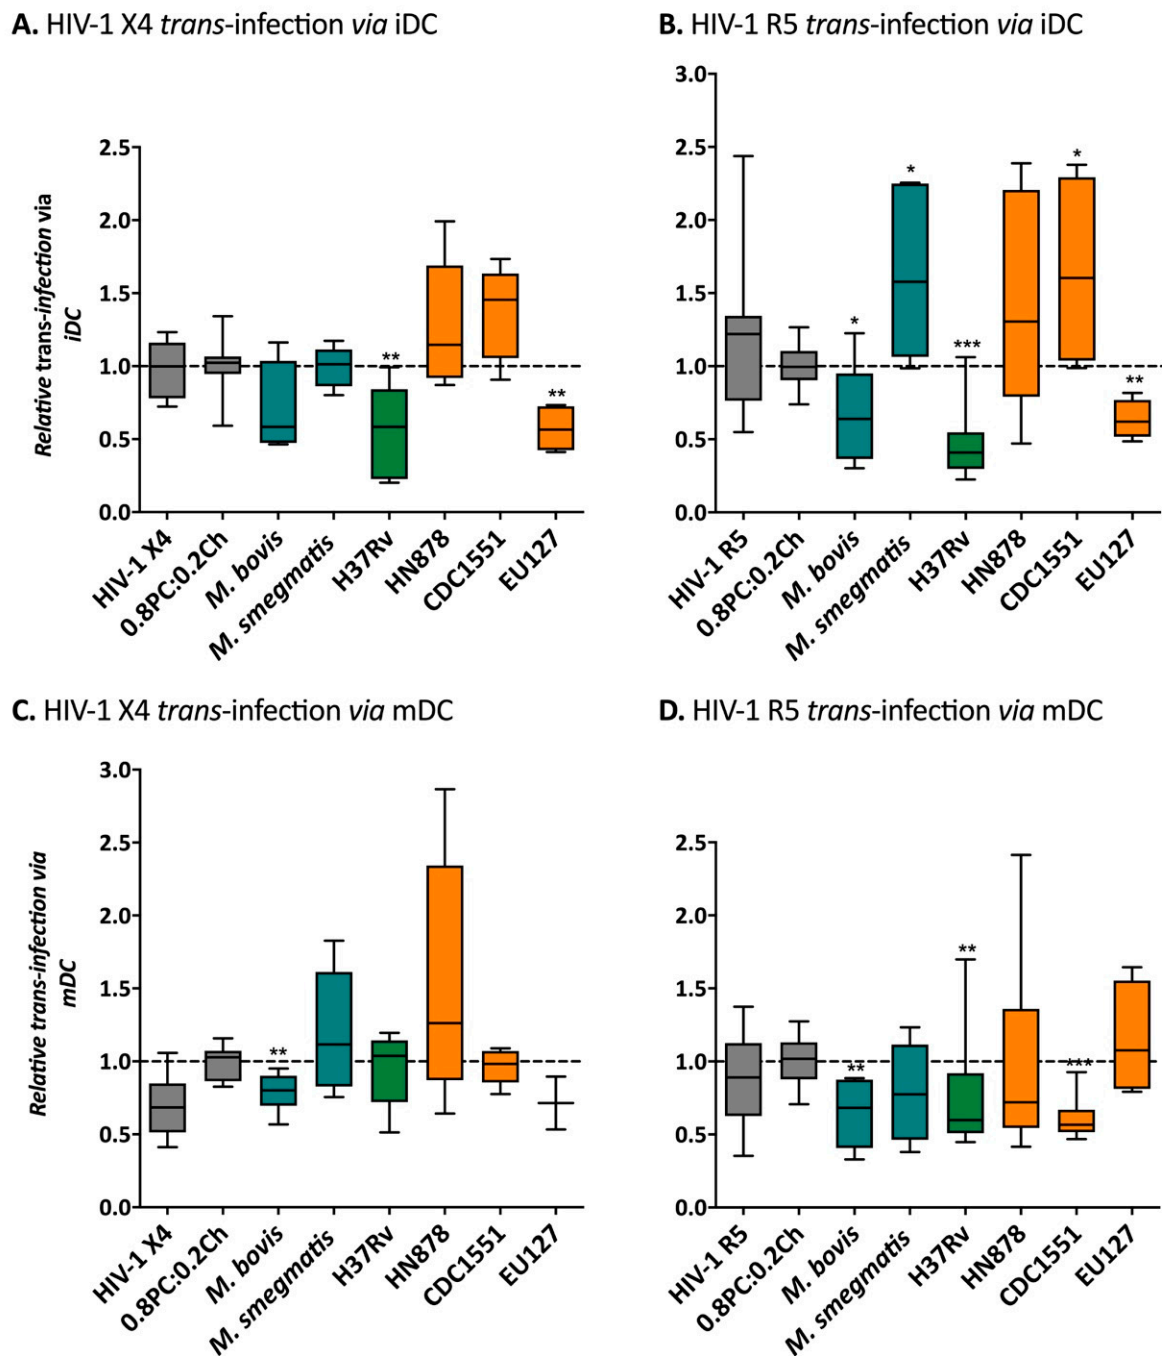 A. HIV-1 X4 trans-infection via iDC
Relative trans-infection via
iDC
2.5
2.0
1.5
1.0
0.5
0.0
**
**
HIV-1 X4
0.8PC:0.2Ch
M. bovis
M. smegmatis
H37Rv
HN878
CDC1551
EU127
B. HIV-1 R5 trans-infection via iDC
3.0
2.5
2.0
1.5
1.0
0.5
0.0
*
*
***
*
**
HIV-1 R5
0.8PC:0.2Ch
M. bovis
M. smegmatis
H37Rv
HN878
CDC1551
EU127
C. HIV-1 X4 trans-infection via mDC
Relative trans-infection via
mDC
3.0
2.5
2.0
1.5
1.0
0.5
0.0
**
HIV-1 X4
0.8PC:0.2Ch
M. bovis
M. smegmatis
H37Rv
HN878
CDC1551
EU127
D. HIV-1 R5 trans-infection via mDC
2.5
2.0
1.5
1.0
0.5
0.0
**
**
***
HIV-1 R5
0.8PC:0.2Ch
M. bovis
M. smegmatis
H37Rv
HN878
CDC1551
EU127